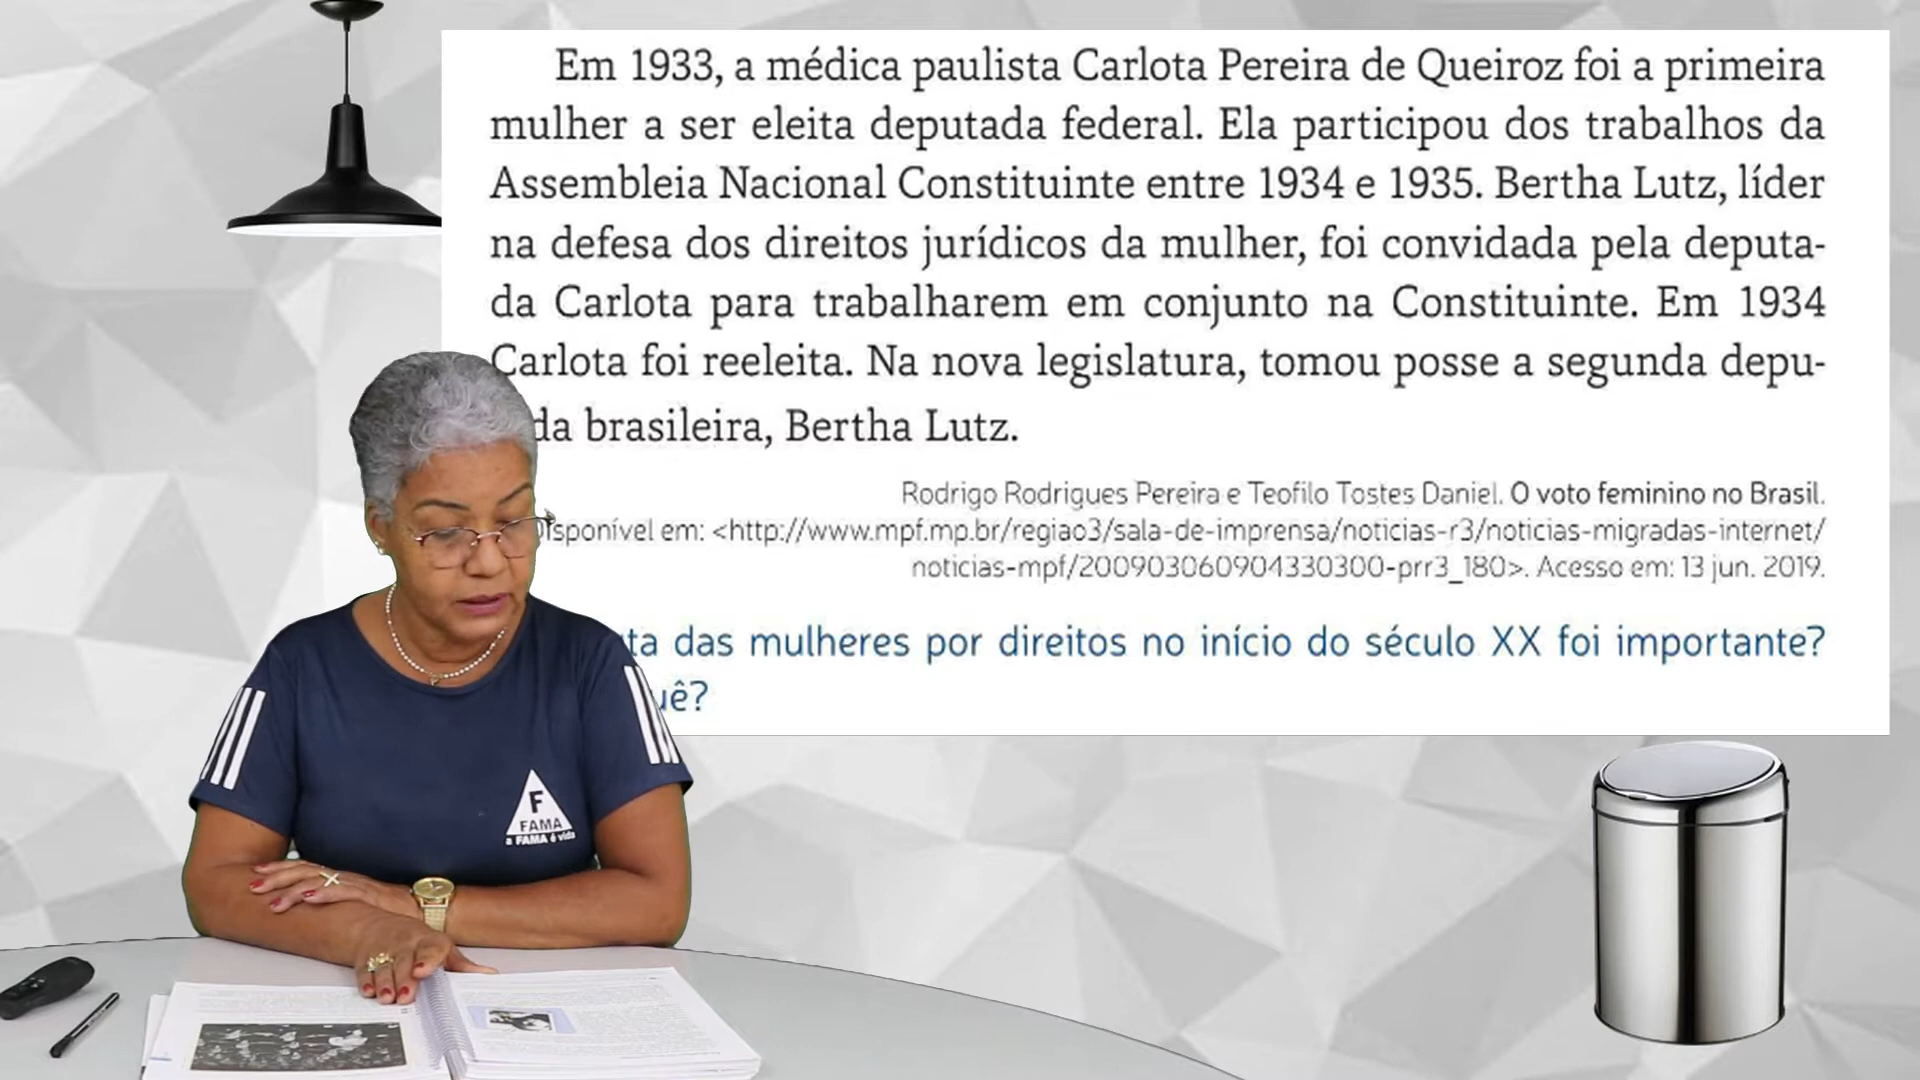 Em 1933, a médica paulista Carlota Pereira de Queiroz foi a primeira
mulher a ser eleita deputada federal. Ela participou dos trabalhos da
Assembleia Nacional Constituinte entre 1934 e 1935. Bertha Lutz, líder
na defesa dos direitos jurídicos da mulher, foi convidada pela deputa-
da Carlota para trabalharem em conjunto na Constituinte. Em 1934
Carlota foi reeleita. Na nova legislatura, tomou posse a segunda depu-
da brasileira, Bertha Lutz.
Rodrigo Rodrigues Pereira e Teofilo Tostes Daniel. O voto feminino no Brasil.
isponível em: <http://www.mpf.mp.br/regiao3/sala-de-imprensa/noticias-r3/noticias-migradas-internet/
noticias-mpf/200903060904330300-prr3_180>. Acesso em: 13 jun. 2019.
ta das mulheres por direitos no início do século XX foi importante?
uê?
F
FAMA
a FAMA é vida